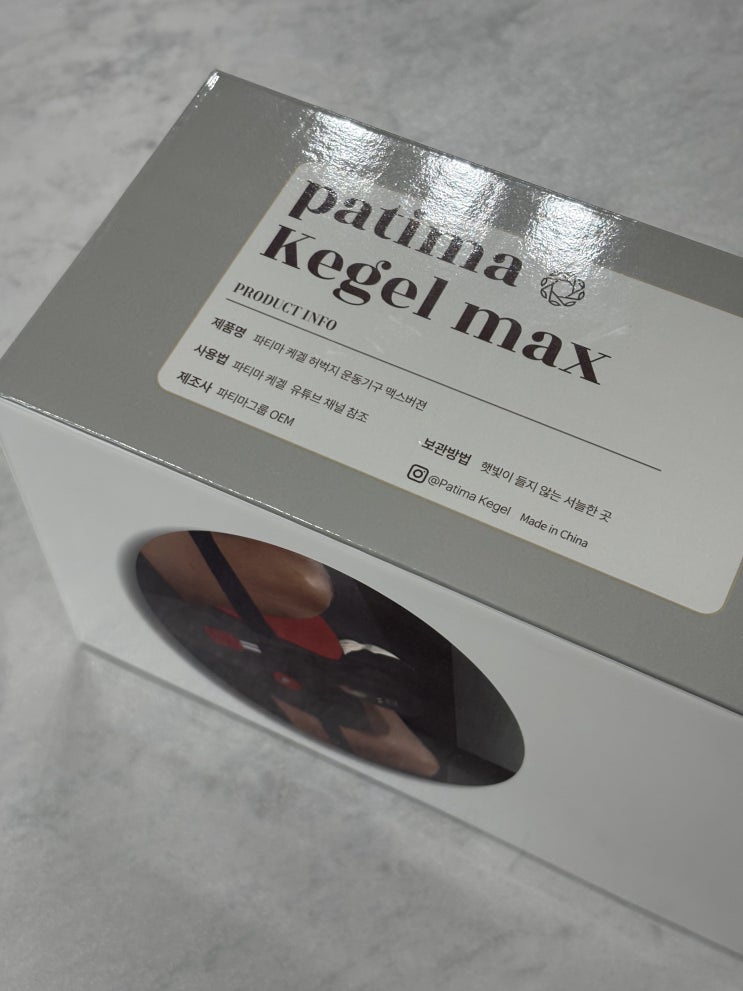 patima
Kegel max
PRODUCT INFO
제품명 파티마 케겔 허벅지 운동기구 맥스버젼
사용법 파티마 케겔 유튜브 채널 참조
제조사 파티마그룹 OEM
보관방법 햇빛이 들지 않는 서늘한 곳
@Patima Kegel Made in China